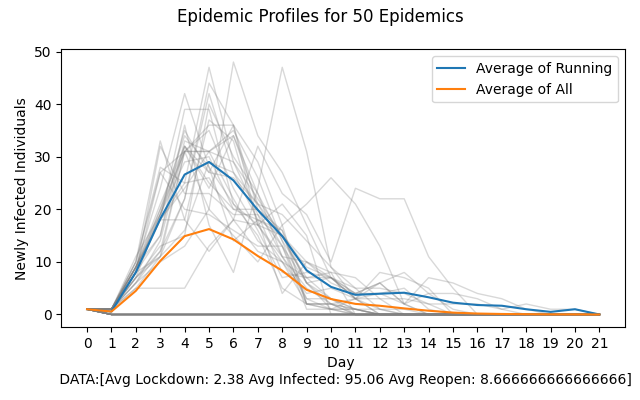 Epidemic Profiles for 50 Epidemics
50
40
30
20
10
0
Newly Infected Individuals
Average of Running
Average of All
0 1 2 3 4 5 6 7 8 9 10 11 12 13 14 15 16 17 18 19 20 21
Day
DATA:[Avg Lockdown: 2.38 Avg Infected: 95.06 Avg Reopen: 8.666666666666666]